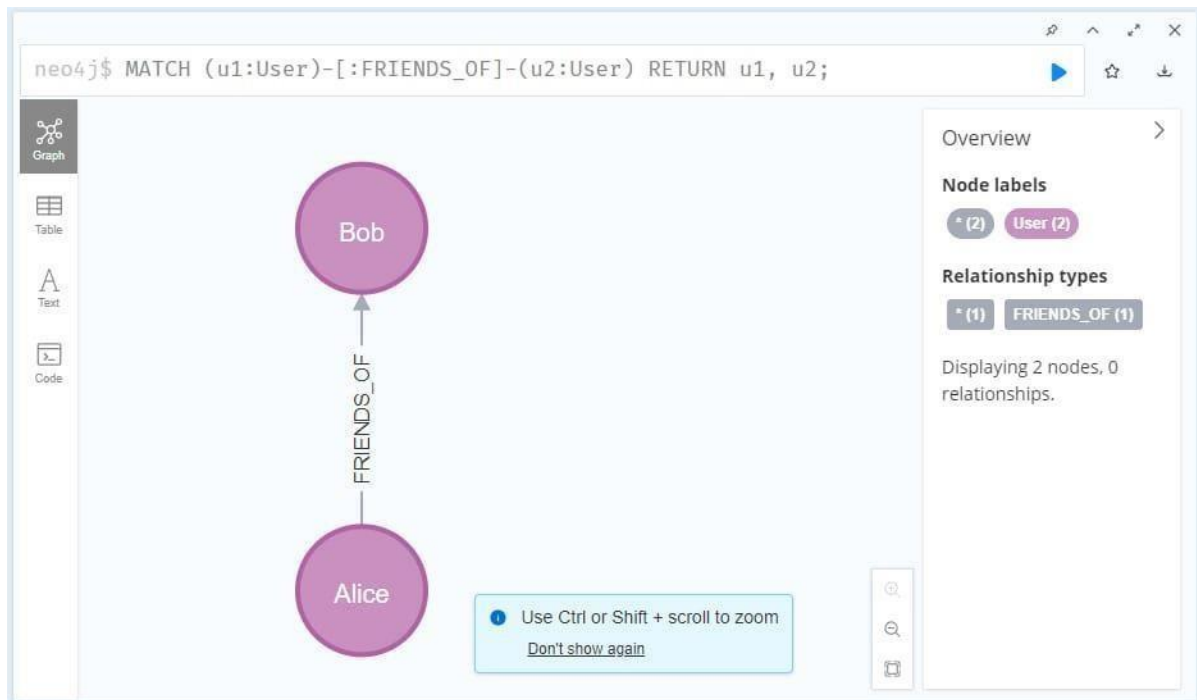 neo4j$ MATCH (u1:User)-[:FRIENDS_OF]-(u2:User) RETURN u1, u2;
Graph
Table
A
Text
Code
Bob
FRIENDS_OF
Alice
Use Ctrl or Shift + scroll to zoom
Don't show again
Overview
Node labels
* (2) User (2)
Relationship types
* (1) FRIENDS_OF (1)
Displaying 2 nodes, 0
relationships.